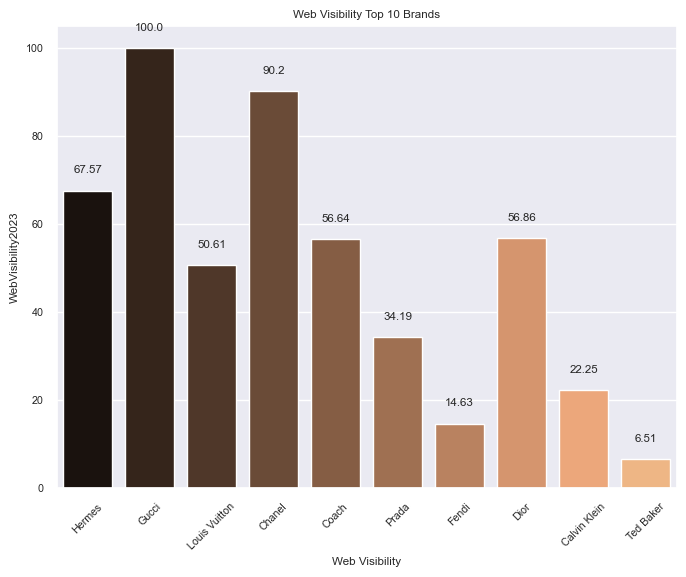 Web Visibility Top 10 Brands
100.0
100
90.2
80
67.57
60
56.64
56.86
50.61
40
34.19
22.25
20
14.63
6.51
0
WebVisibility2023
Hermes
Gucci
Louis Vuitton
Chanel
Coach
Prada
Fendi
Dior
Calvin Klein
Ted Baker
Web Visibility